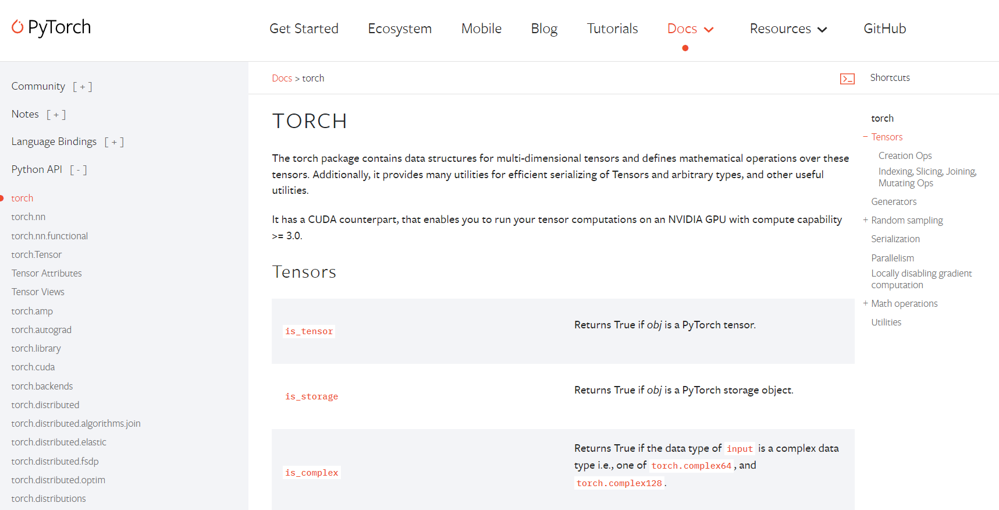 PyTorch
Get Started
Ecosystem
Mobile
Blog
Tutorials
Docs
Resources
GitHub
Community [ + ]
Notes [ + ]
Language Bindings [ + ]
Python API [ - ]
torch
torch.nn
torch.nn.functional
torch.Tensor
Tensor Attributes
Tensor Views
torch.amp
torch.autograd
torch.library
torch.cuda
torch.backends
torch.distributed
torch.distributed.algorithms.join
torch.distributed.elastic
torch.distributed.fsdp
torch.distributed.optim
torch.distributions
Docs > torch
TORCH
The torch package contains data structures for multi-dimensional tensors and defines mathematical operations over these
tensors. Additionally, it provides many utilities for efficient serializing of Tensors and arbitrary types, and other useful
utilities.
It has a CUDA counterpart, that enables you to run your tensor computations on an NVIDIA GPU with compute capability
>= 3.0.
Tensors
is_tensor
Returns True if obj is a PyTorch tensor.
is_storage
Returns True if obj is a PyTorch storage object.
is_complex
Returns True if the data type of input is a complex data
type i.e., one of torch.complex64, and
torch.complex128.
Shortcuts
torch
− Tensors
Creation Ops
Indexing, Slicing, Joining,
Mutating Ops
Generators
+ Random sampling
Serialization
Parallelism
Locally disabling gradient
computation
+ Math operations
Utilities